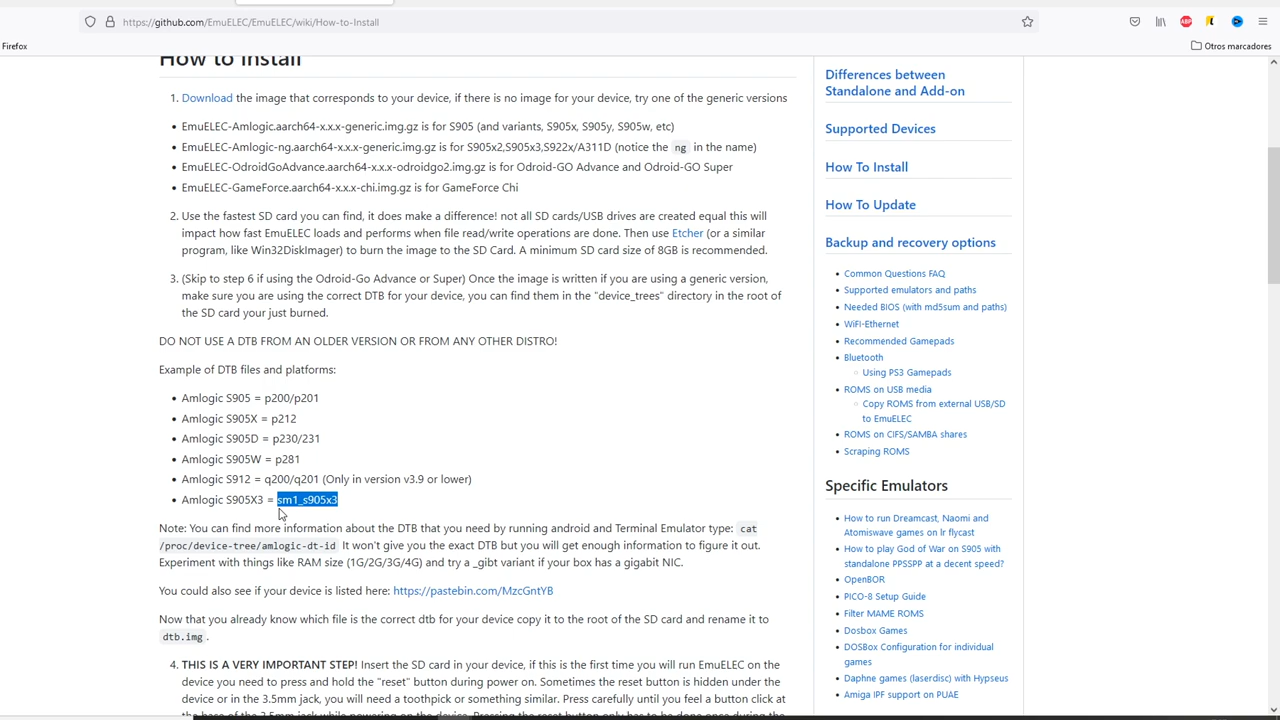 https://github.com/EmuELEC/EmuELEC/wiki/How-to-Install
ABP
Firefox
Otros marcadores
How to Install
1. Download the image that corresponds to your device, if there is no image for your device, try one of the generic versions
• EmuELEC-Amlogic.aarch64-x.x.x-generic.img.gz is for S905 (and variants, S905x, S905y, S905w, etc)
• EmuELEC-Amlogic-ng.aarch64-x.x.x-generic.img.gz is for S905x2,S905x3,S922x/A311D (notice the ng in the name)
• EmuELEC-OdroidGoAdvance.aarch64-x.x.x-odroidgo2.img.gz is for Odroid-GO Advance and Odroid-GO Super
• EmuELEC-GameForce.aarch64-x.x.x-chi.img.gz is for GameForce Chi
2. Use the fastest SD card you can find, it does make a difference! not all SD cards/USB drives are created equal this will
impact how fast EmuELEC loads and performs when file read/write operations are done. Then use Etcher (or a similar
program, like Win32DiskImager) to burn the image to the SD Card. A minimum SD card size of 8GB is recommended.
3. (Skip to step 6 if using the Odroid-Go Advance or Super) Once the image is written if you are using a generic version,
make sure you are using the correct DTB for your device, you can find them in the "device_trees" directory in the root of
the SD card your just burned.
DO NOT USE A DTB FROM AN OLDER VERSION OR FROM ANY OTHER DISTRO!
Example of DTB files and platforms:
• Amlogic S905 = p200/p201
• Amlogic S905X = p212
• Amlogic S905D = p230/231
• Amlogic S905W = p281
• Amlogic S912 = q200/q201 (Only in version v3.9 or lower)
• Amlogic S905X3 = sm1_s905x3
Note: You can find more information about the DTB that you need by running android and Terminal Emulator type: cat
/proc/device-tree/amlogic-dt-id It won't give you the exact DTB but you will get enough information to figure it out.
Experiment with things like RAM size (1G/2G/3G/4G) and try a _gibt variant if your box has a gigabit NIC.
You could also see if your device is listed here: https://pastebin.com/MzcGntYB
Now that you already know which file is the correct dtb for your device copy it to the root of the SD card and rename it to
dtb.img .
4. THIS IS A VERY IMPORTANT STEP! Insert the SD card in your device, if this is the first time you will run EmuELEC on the
device you need to press and hold the "reset" button during power on. Sometimes the reset button is hidden under the
device or in the 3.5mm jack, you will need a toothpick or something similar. Press carefully until you feel a button click at
the base of the 3.5mm jack while powering on the device. Pressing the reset button only has to be done once during the
Differences between
Standalone and Add-on
Supported Devices
How To Install
How To Update
Backup and recovery options
• Common Questions FAQ
• Supported emulators and paths
• Needed BIOS (with md5sum and paths)
• WiFI-Ethernet
• Recommended Gamepads
• Bluetooth
Using PS3 Gamepads
• ROMS on USB media
Copy ROMS from external USB/SD
to EmuELEC
• ROMS on CIFS/SAMBA shares
• Scraping ROMS
Specific Emulators
• How to run Dreamcast, Naomi and
Atomiswave games on lr flycast
• How to play God of War on S905 with
standalone PPSSPP at a decent speed?
• OpenBOR
• PICO-8 Setup Guide
• Filter MAME ROMS
• Dosbox Games
• DOSBox Configuration for individual
games
• Daphne games (laserdisc) with Hypseus
• Amiga IPF support on PUAE